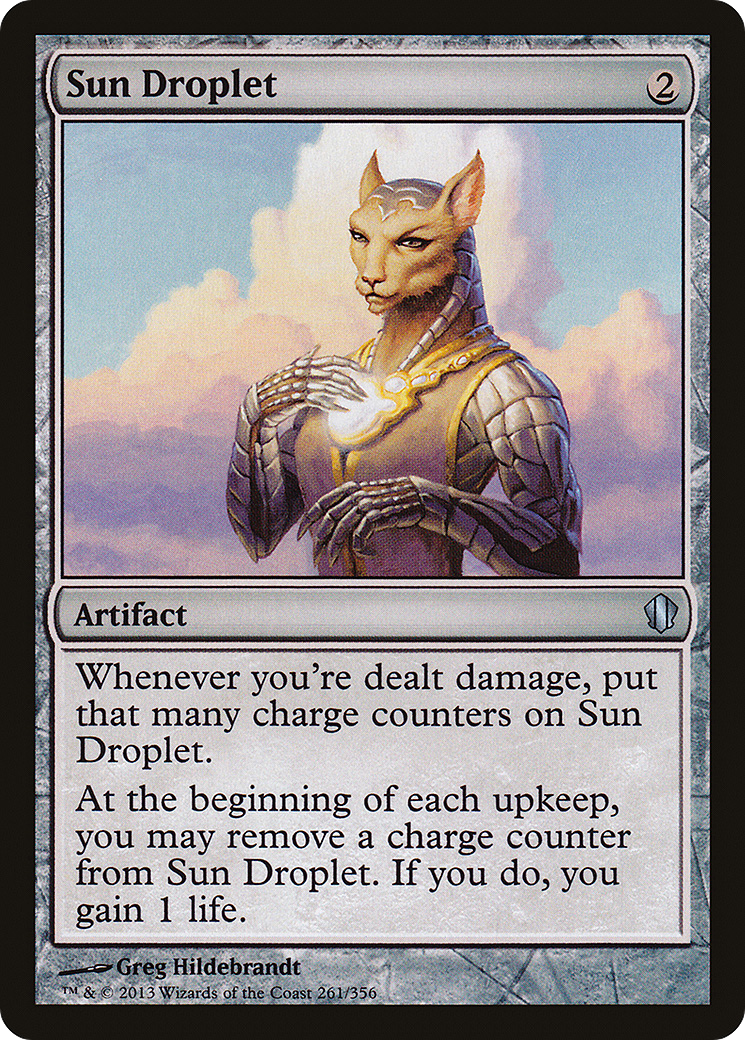 Sun Droplet
2
Artifact
Whenever you’re dealt damage, put
that many charge counters on Sun
Droplet.
At the beginning of each upkeep,
you may remove a charge counter
from Sun Droplet. If you do, you
gain 1 life.
Greg Hildebrandt
™ & © 2013 Wizards of the Coast 261/356